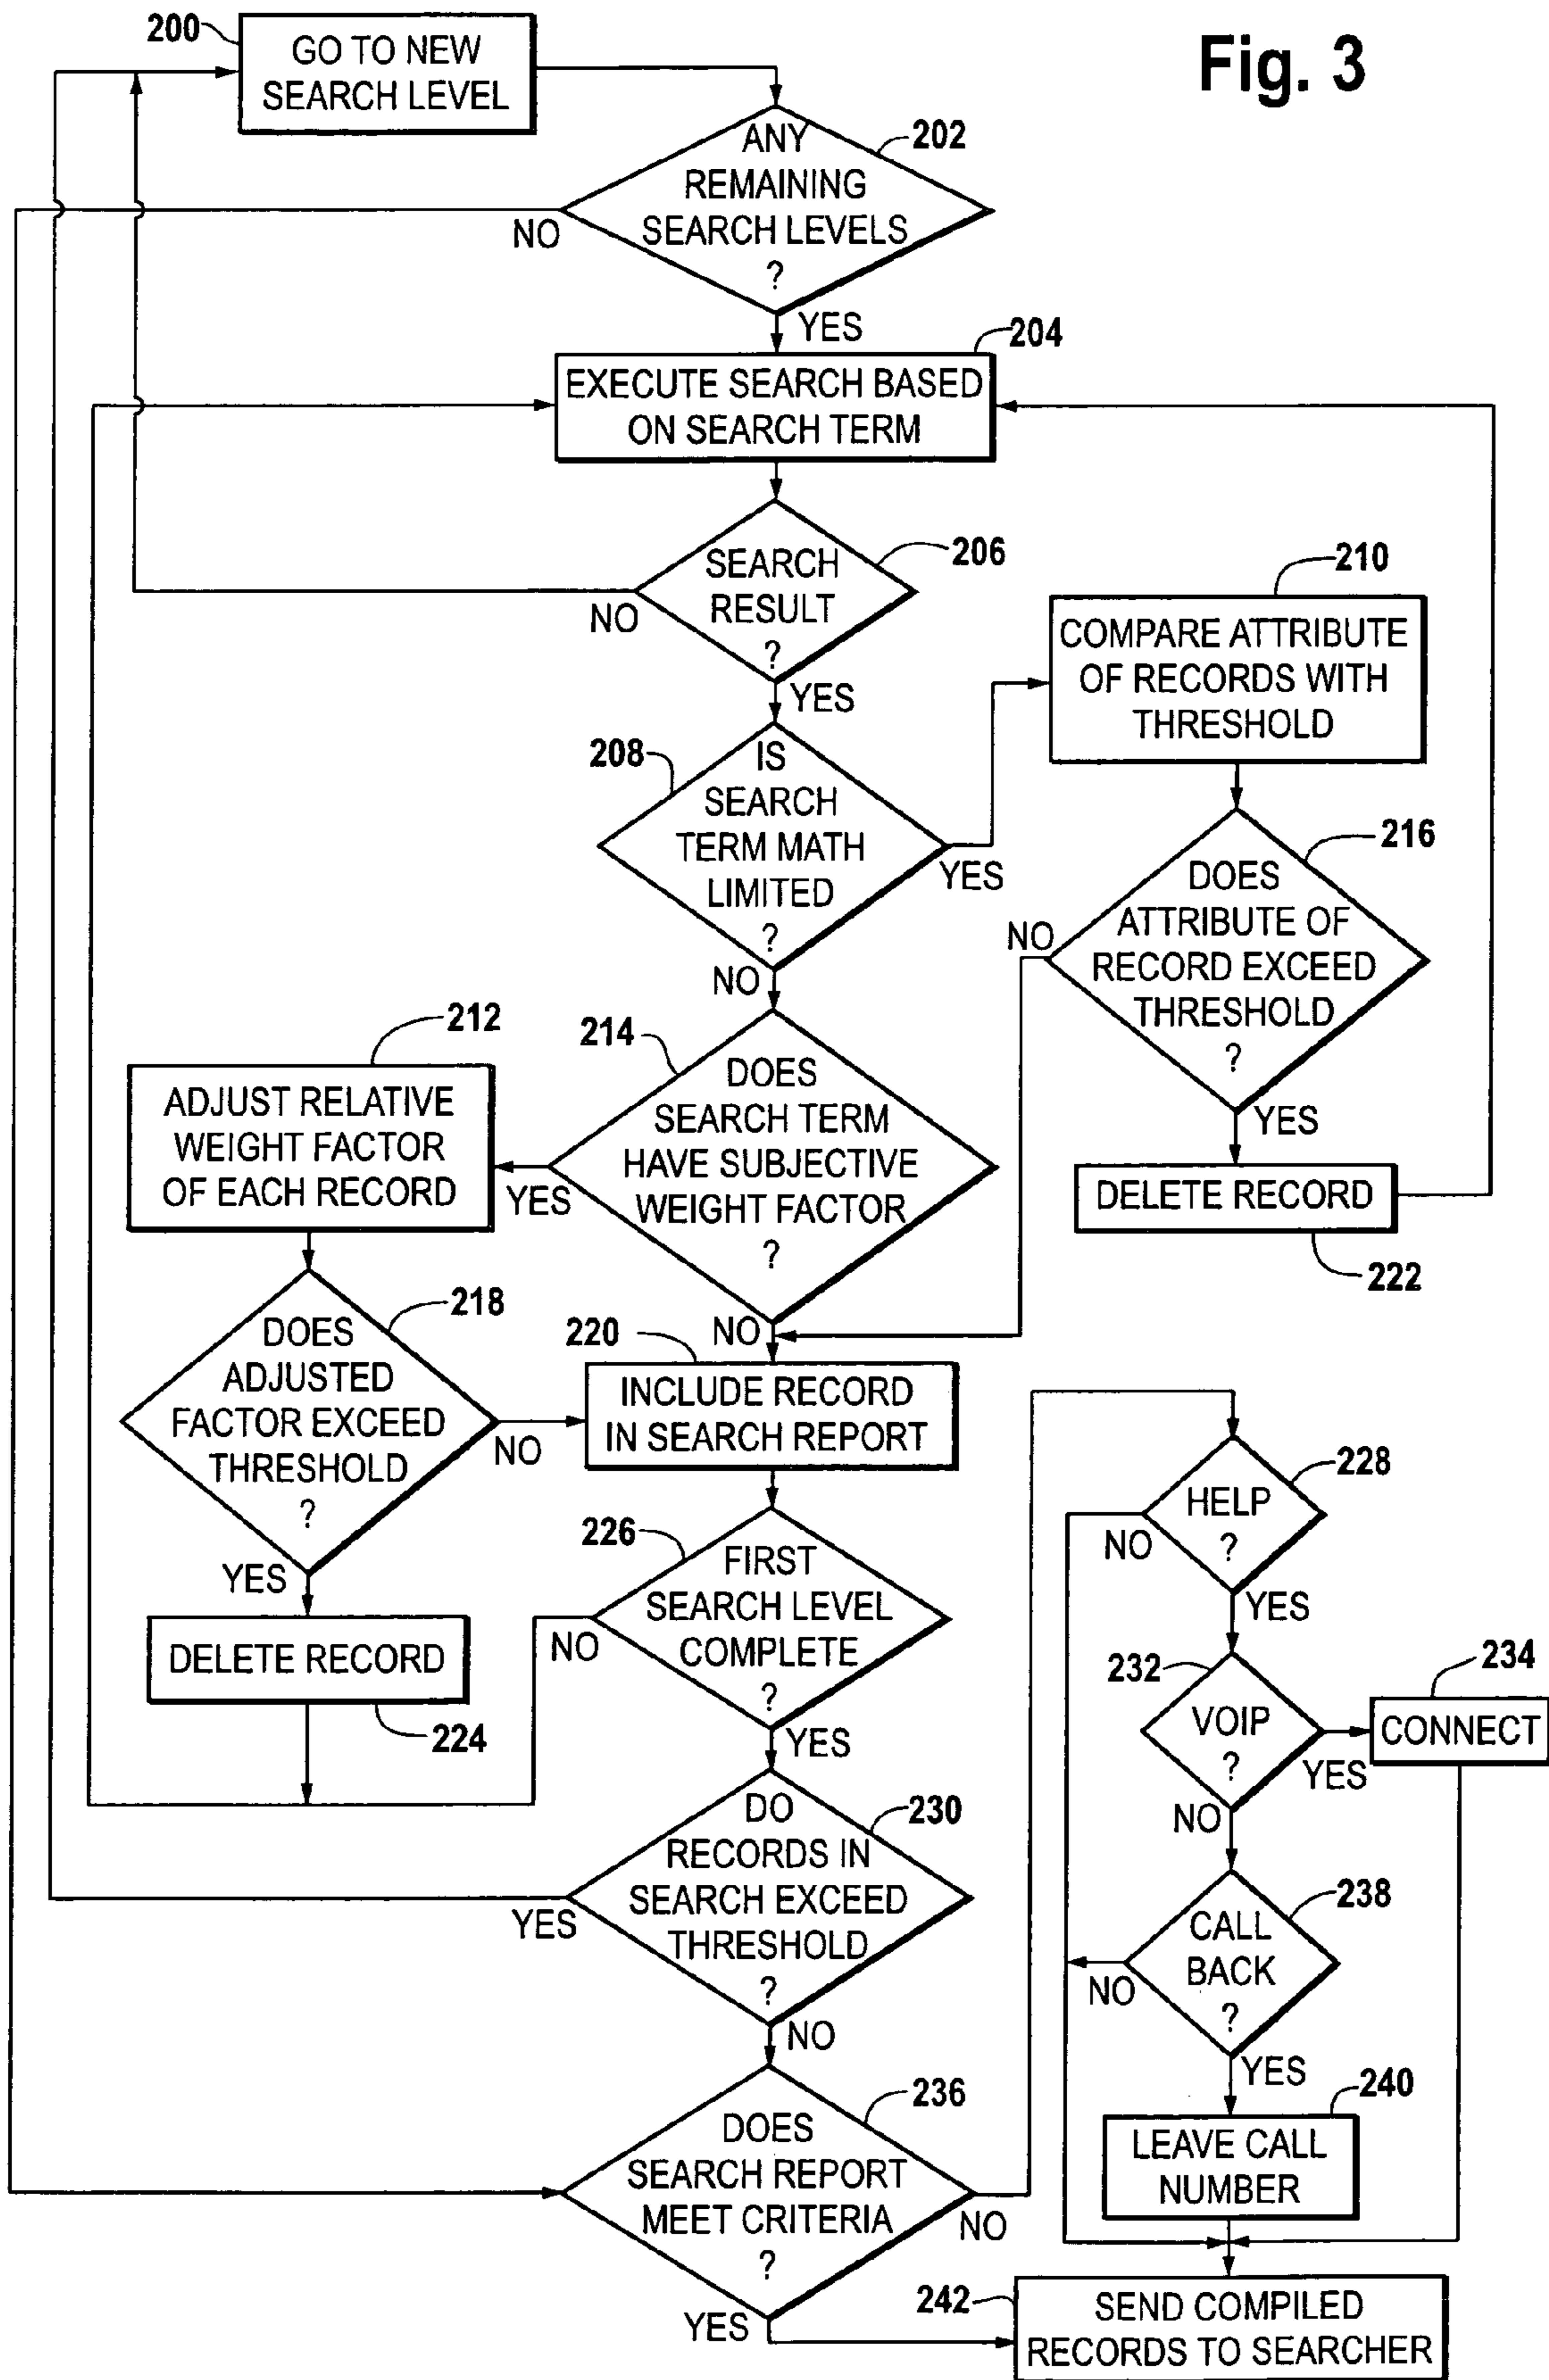 Fig. 3
200
GO TO NEW
SEARCH LEVEL
ANY
REMAINING
SEARCH LEVELS
?
202
NO
YES
204
EXECUTE SEARCH BASED
ON SEARCH TERM
SEARCH
RESULT
?
206
NO
YES
210
COMPARE ATTRIBUTE
OF RECORDS WITH
THRESHOLD
208
IS
SEARCH
TERM MATH
LIMITED
?
YES
NO
216
DOES
ATTRIBUTE OF
RECORD EXCEED
THRESHOLD
?
NO
YES
DELETE RECORD
222
212
ADJUST RELATIVE
WEIGHT FACTOR
OF EACH RECORD
214
DOES
SEARCH TERM
HAVE SUBJECTIVE
WEIGHT FACTOR
?
YES
NO
218
DOES
ADJUSTED
FACTOR EXCEED
THRESHOLD
?
NO
YES
220
INCLUDE RECORD
IN SEARCH REPORT
DELETE RECORD
224
226
FIRST
SEARCH LEVEL
COMPLETE
?
NO
YES
228
HELP
?
NO
YES
232
VOIP
?
YES
NO
234
CONNECT
DO
RECORDS IN
SEARCH EXCEED
THRESHOLD
?
230
YES
NO
238
CALL
BACK
?
NO
YES
240
LEAVE CALL
NUMBER
236
DOES
SEARCH REPORT
MEET CRITERIA
?
NO
YES
242
SEND COMPILED
RECORDS TO SEARCHER